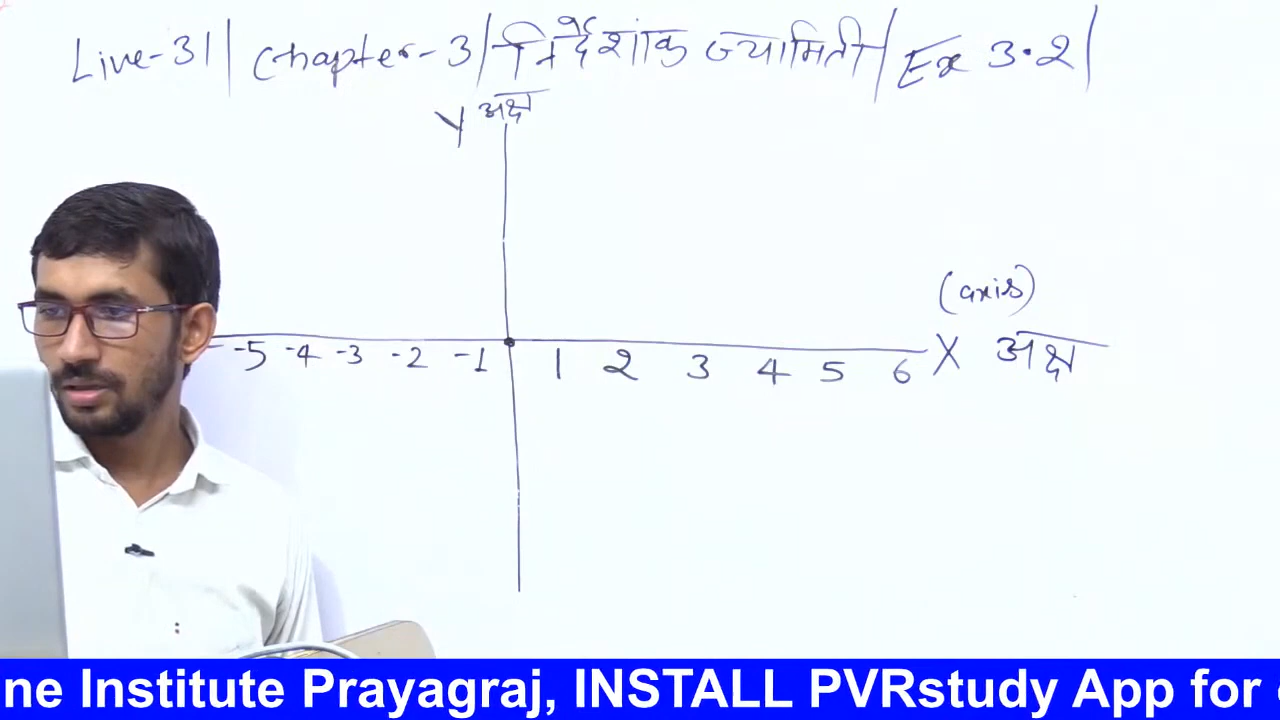 Live-31| Chapter-3| निर्देशांक ज्यामिती| Ex 3.2|
Y अक्ष
(axis)
-5 -4 -3 -2 -1 1 2 3 4 5 6 X अक्ष
ne Institute Prayagraj, INSTALL PVRstudy App for